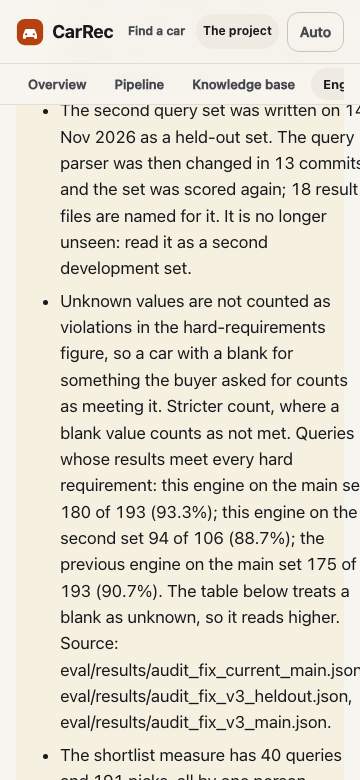 CarRec
Find a car
The project
Auto
Overview
Pipeline
Knowledge base
Eng
The second query set was written on 14
Nov 2026 as a held-out set. The query
parser was then changed in 13 commits
and the set was scored again; 18 result
files are named for it. It is no longer
unseen: read it as a second
development set.
Unknown values are not counted as
violations in the hard-requirements
figure, so a car with a blank for
something the buyer asked for counts
as meeting it. Stricter count, where a
blank value counts as not met. Queries
whose results meet every hard
requirement: this engine on the main se
180 of 193 (93.3%); this engine on the
second set 94 of 106 (88.7%); the
previous engine on the main set 175 of
193 (90.7%). The table below treats a
blank as unknown, so it reads higher.
Source:
eval/results/audit_fix_current_main.json
eval/results/audit_fix_v3_heldout.json,
eval/results/audit_fix_v3_main.json.
The shortlist measure has 40 queries
and 191 picks, all by one person